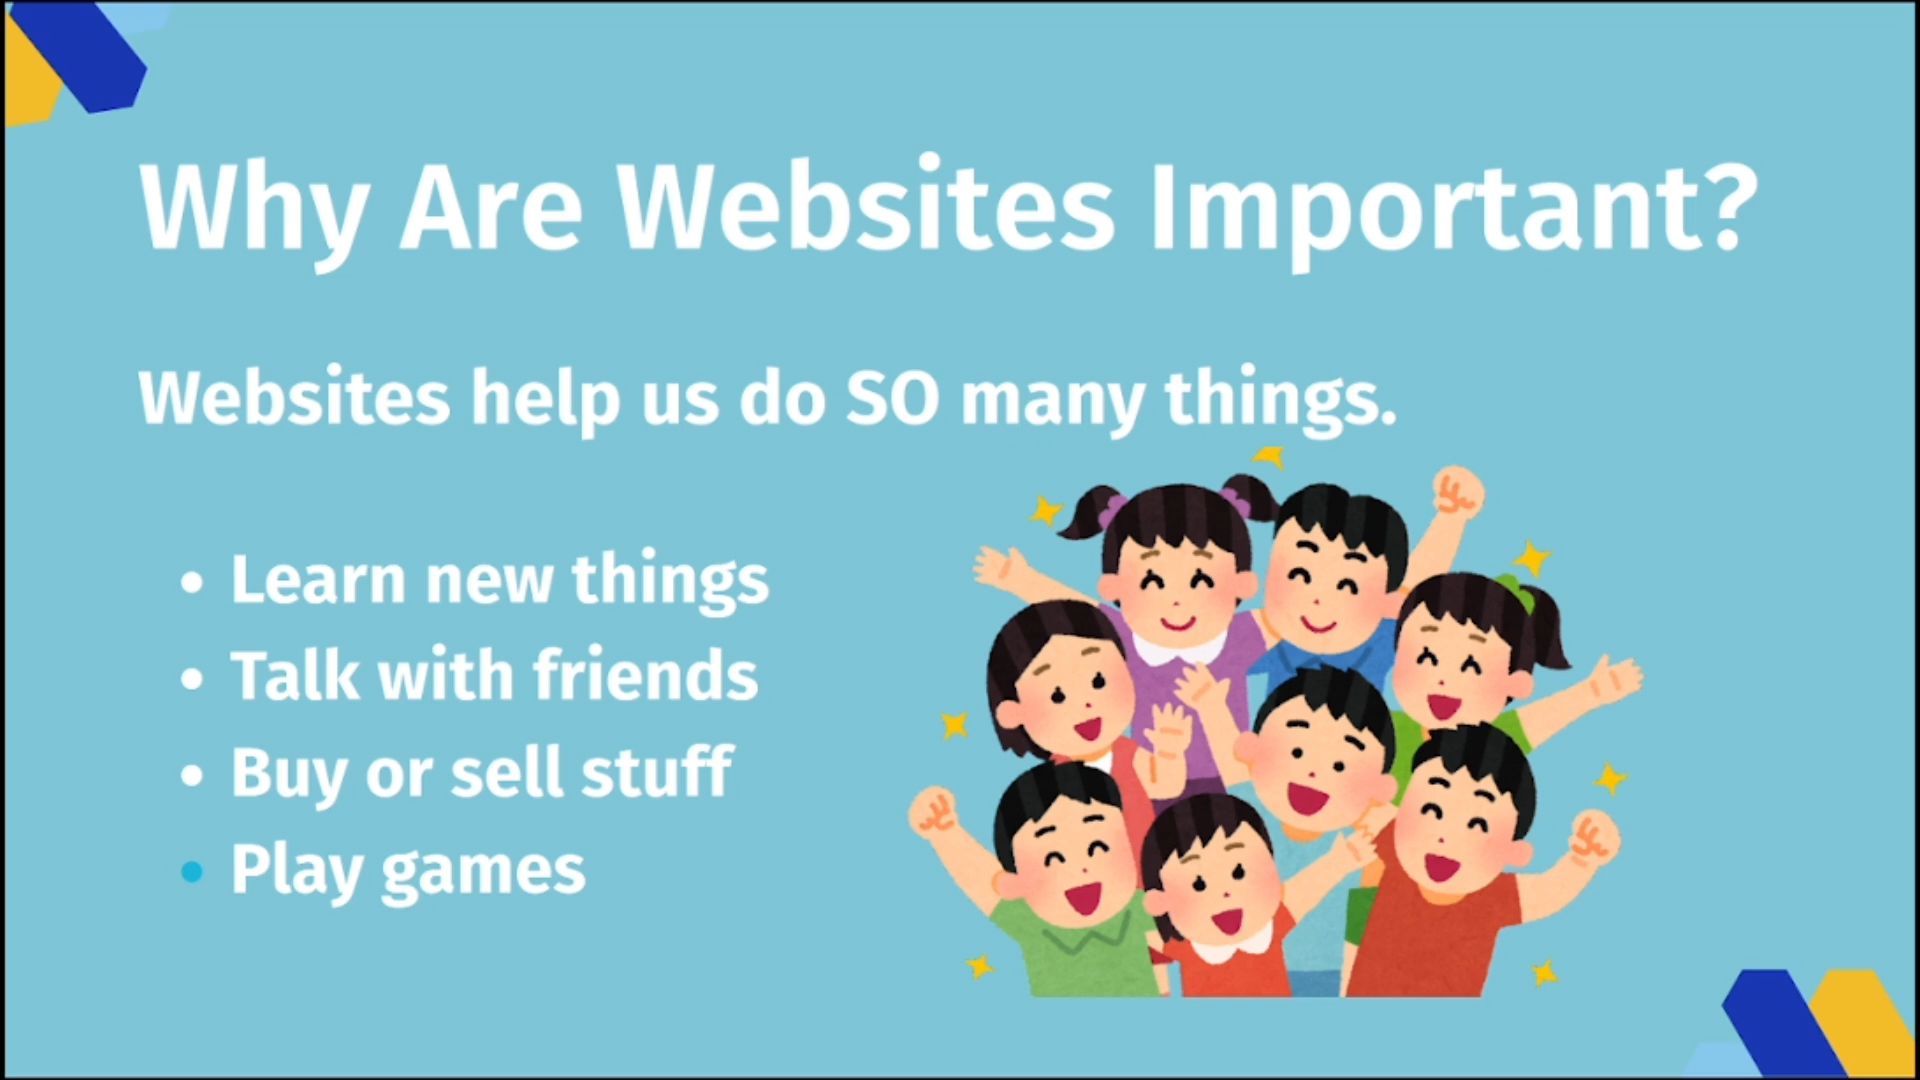 Why Are Websites Important?
Websites help us do SO many things.
• Learn new things
• Talk with friends
• Buy or sell stuff
• Play games